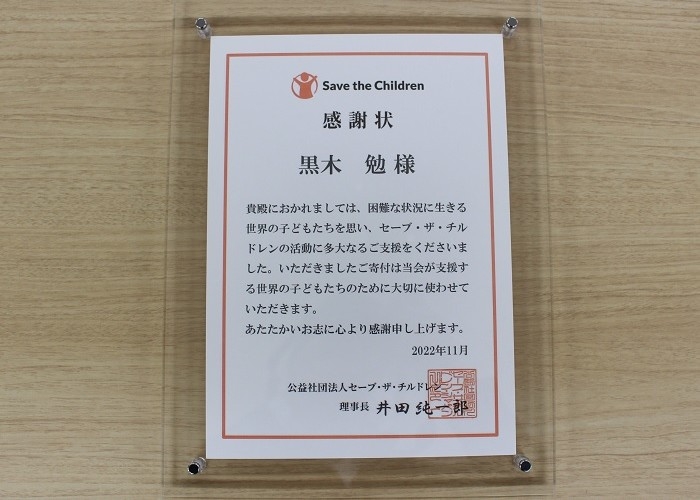 Save the Children
感謝状
黒木 勉 様
貴殿におかれましては、困難な状況に生きる
世界の子どもたちを思い、セーブ・ザ・チル
ドレンの活動に多大なるご支援をくださいま
した。いただきましたご寄付は当会が支援す
る世界の子どもたちのために大切に使わせて
いただきます。
あたたかいお志に心より感謝申し上げます。
2022年11月
公益社団法人セーブ・ザ・チルドレン
理事長 井田純一郎